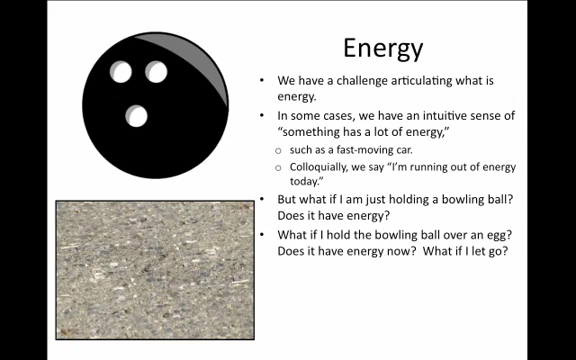 Energy
• We have a challenge articulating what is
energy.
• In some cases, we have an intuitive sense of
“something has a lot of energy,”
o such as a fast-moving car.
o Colloquially, we say “I’m running out of energy
today.”
• But what if I am just holding a bowling ball?
Does it have energy?
• What if I hold the bowling ball over an egg?
Does it have energy now?  What if I let go?